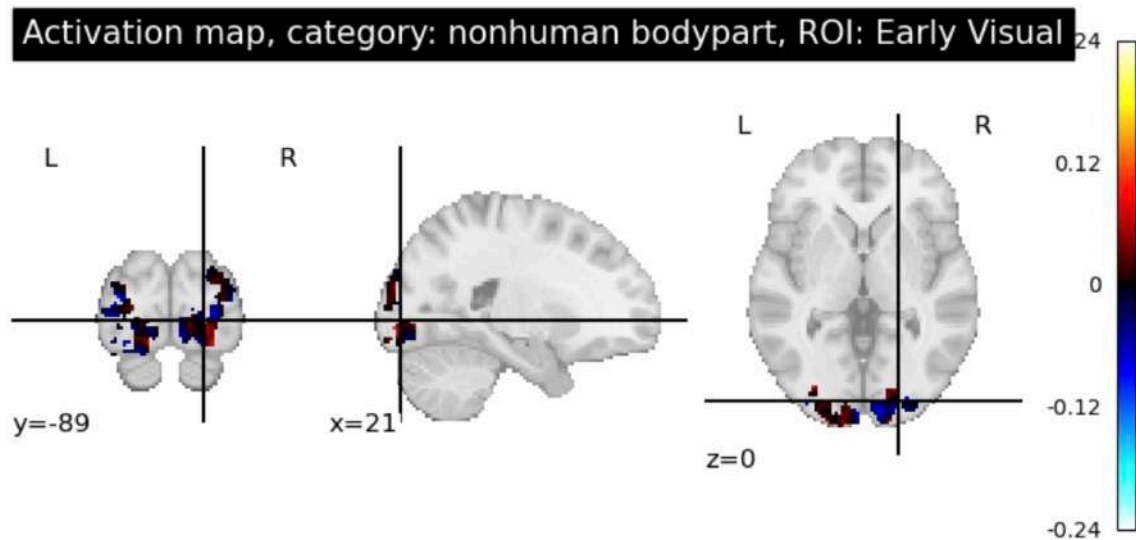 Activation map, category: nonhuman bodypart, ROI: Early Visual
24
L
R
L
R
0.12
0
-0.12
-0.24
y=-89
x=21
z=0